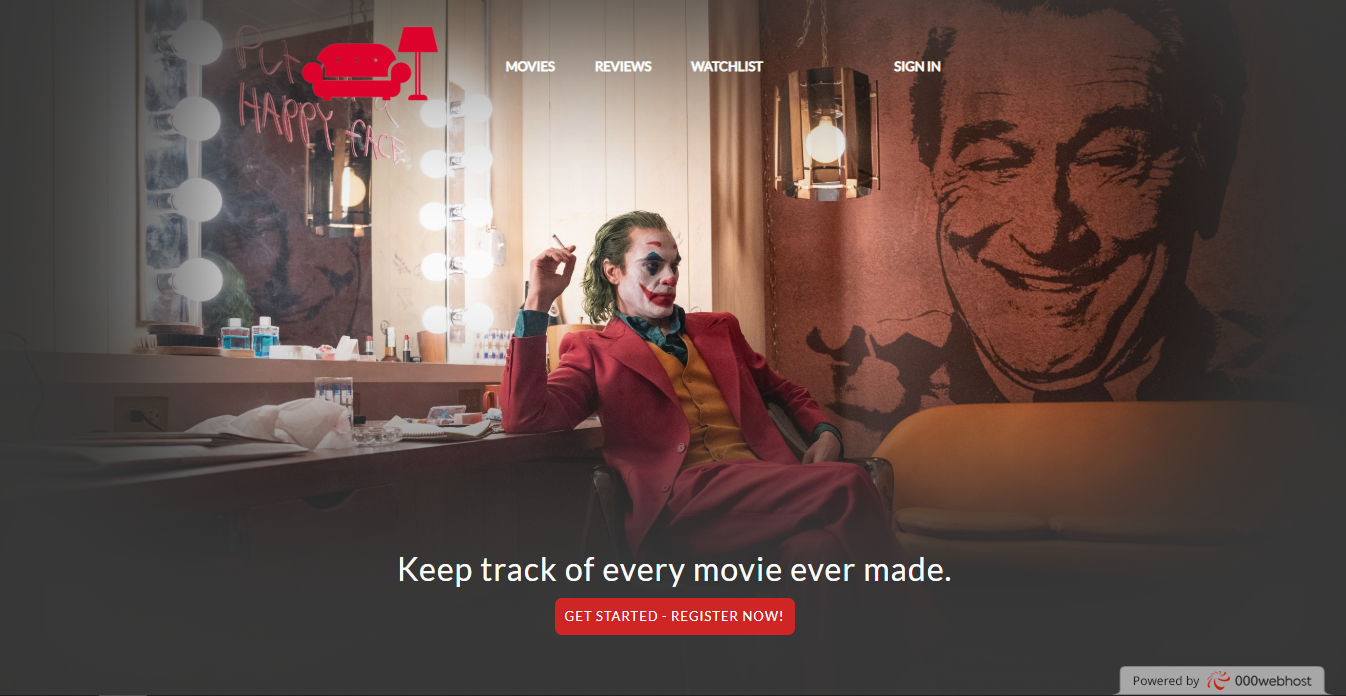 MOVIES REVIEWS WATCHLIST SIGN IN
HAPPY FACE
Keep track of every movie ever made.
GET STARTED - REGISTER NOW!
Powered by 000webhost